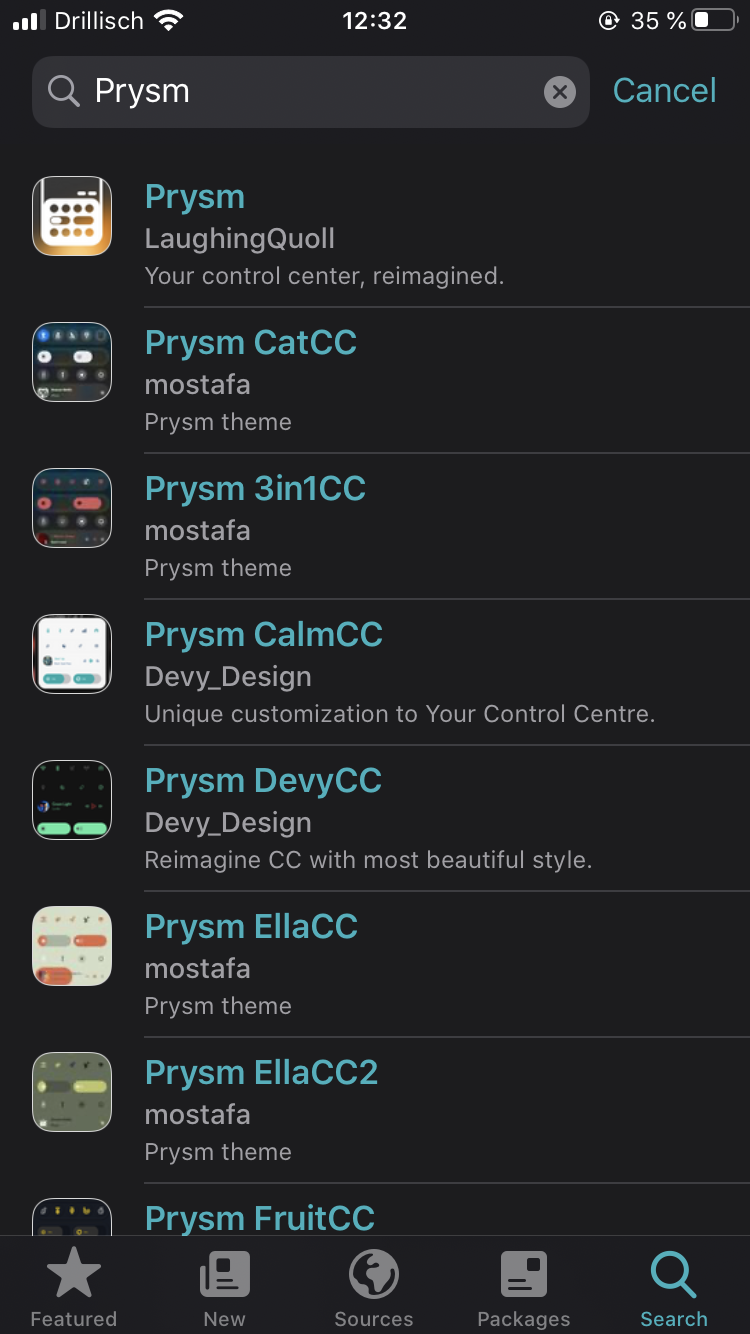 Drillisch 12:32 35 %
Prysm Cancel
Prysm
LaughingQuoll
Your control center, reimagined.
Prysm CatCC
mostafa
Prysm theme
Prysm 3in1CC
mostafa
Prysm theme
Prysm CalmCC
Devy_Design
Unique customization to Your Control Centre.
Prysm DevyCC
Devy_Design
Reimagine CC with most beautiful style.
Prysm EllaCC
mostafa
Prysm theme
Prysm EllaCC2
mostafa
Prysm theme
Prysm FruitCC
Featured New Sources Packages Search